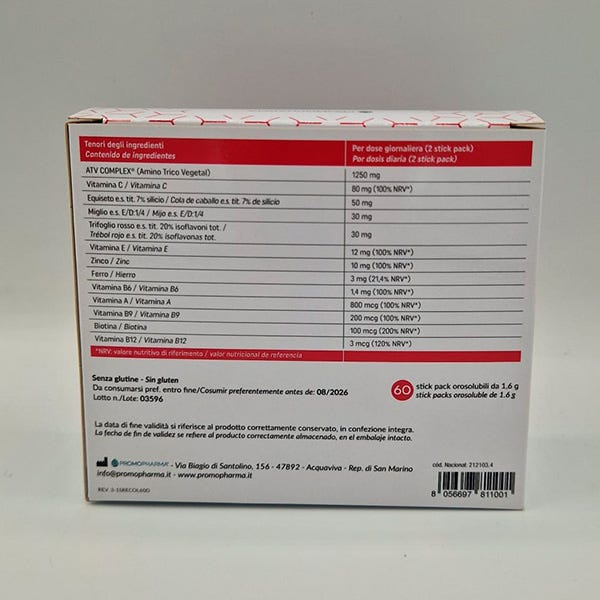 Tenori degli ingredienti
Contenido de ingredientes
Per dose giornaliera (2 stick pack)
Por dosis diaria (2 stick pack)
ATV COMPLEX® (Amino Trico Vegetal) 1250 mg
Vitamina C / Vitamina C 80 mg (100% NRV*)
Equiseto e.s. tit. 7% silicio / Cola de caballo e.s. tit. 7% de silicio 50 mg
Miglio e.s. E/D:1/4 / Mijo e.s. E/D:1/4 30 mg
Trifoglio rosso e.s. tit. 20% isoflavoni tot. /
Trébol rojo e.s. tit. 20% isoflavonas tot. 30 mg
Vitamina E / Vitamina E 12 mg (100% NRV*)
Zinco / Zinc 10 mg (100% NRV*)
Ferro / Hierro 3 mg (21,4% NRV*)
Vitamina B6 / Vitamina B6 1,4 mg (100% NRV*)
Vitamina A / Vitamina A 800 mcg (100% NRV*)
Vitamina B9 / Vitamina B9 200 mcg (100% NRV*)
Biotina / Biotina 100 mcg (200% NRV*)
Vitamina B12 / Vitamina B12 3 mcg (120% NRV*)
*NRV: valore nutritivo di riferimento / valor nutricional de referencia
Senza glutine - Sin gluten
Da consumarsi pref. entro fine/Cosumir preferentemente antes de: 08/2026
Lotto n./Lote: 03596
60 stick pack orosolubili da 1,6 g
stick packs orosoluble de 1.6 g
La data di fine validità si riferisce al prodotto correttamente conservato, in confezione integra.
La fecha de fin de validez se refiere al producto correctamente almacenado, en el embalaje intacto.
PROMOPHARMA® - Via Biagio di Santolino, 156 - 47892 - Acquaviva - Rep. di San Marino
info@promopharma.it - www.promopharma.it
REV. 3-1SRECOL60O
cód. Nacional: 212103.4
8 056697 811001